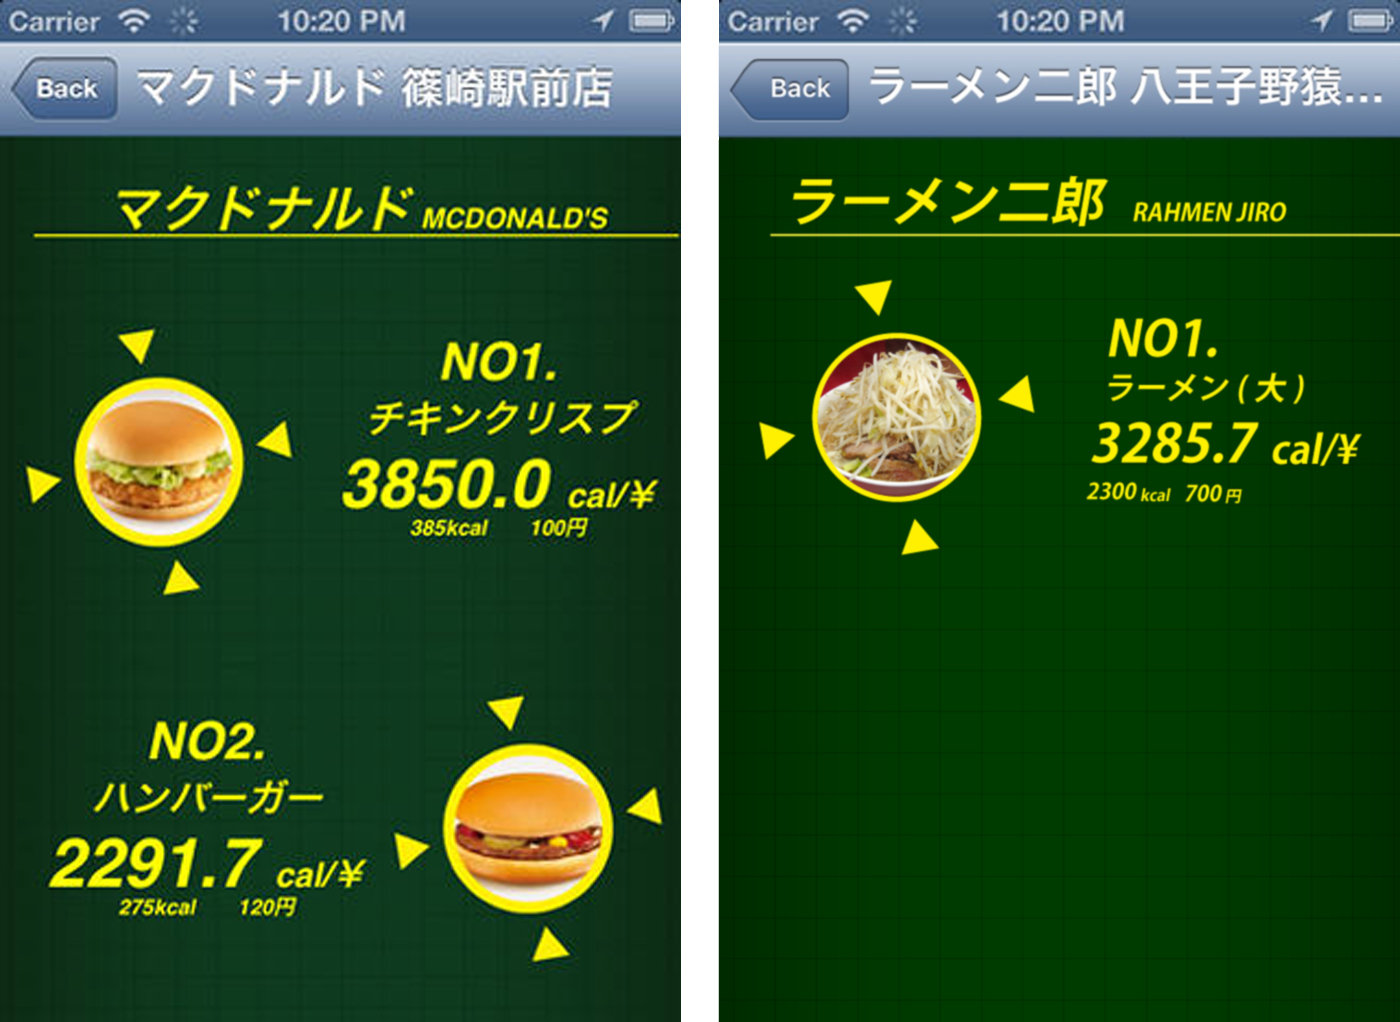 Carrier 10:20 PM
Back マクドナルド 篠崎駅前店
マクドナルド MCDONALD'S
NO1.
チキンクリスプ
3850.0 cal/¥
385kcal 100円
NO2.
ハンバーガー
2291.7 cal/¥
275kcal 120円
Carrier 10:20 PM
Back ラーメン二郎 八王子野猿...
ラーメン二郎 RAHMEN JIRO
NO1.
ラーメン ( 大 )
3285.7 cal/¥
2300 kcal 700 円